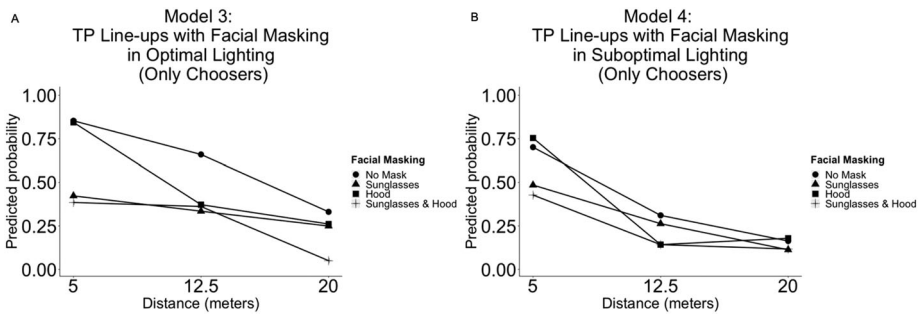 A
Model 3:
TP Line-ups with Facial Masking
in Optimal Lighting
(Only Choosers)
Predicted probability
1.00
0.75
0.50
0.25
0.00
5
12.5
20
Distance (meters)
Facial Masking
No Mask
Sunglasses
Hood
Sunglasses & Hood
B
Model 4:
TP Line-ups with Facial Masking
in Suboptimal Lighting
(Only Choosers)
Predicted probability
1.00
0.75
0.50
0.25
0.00
5
12.5
20
Distance (meters)
Facial Masking
No Mask
Sunglasses
Hood
Sunglasses & Hood